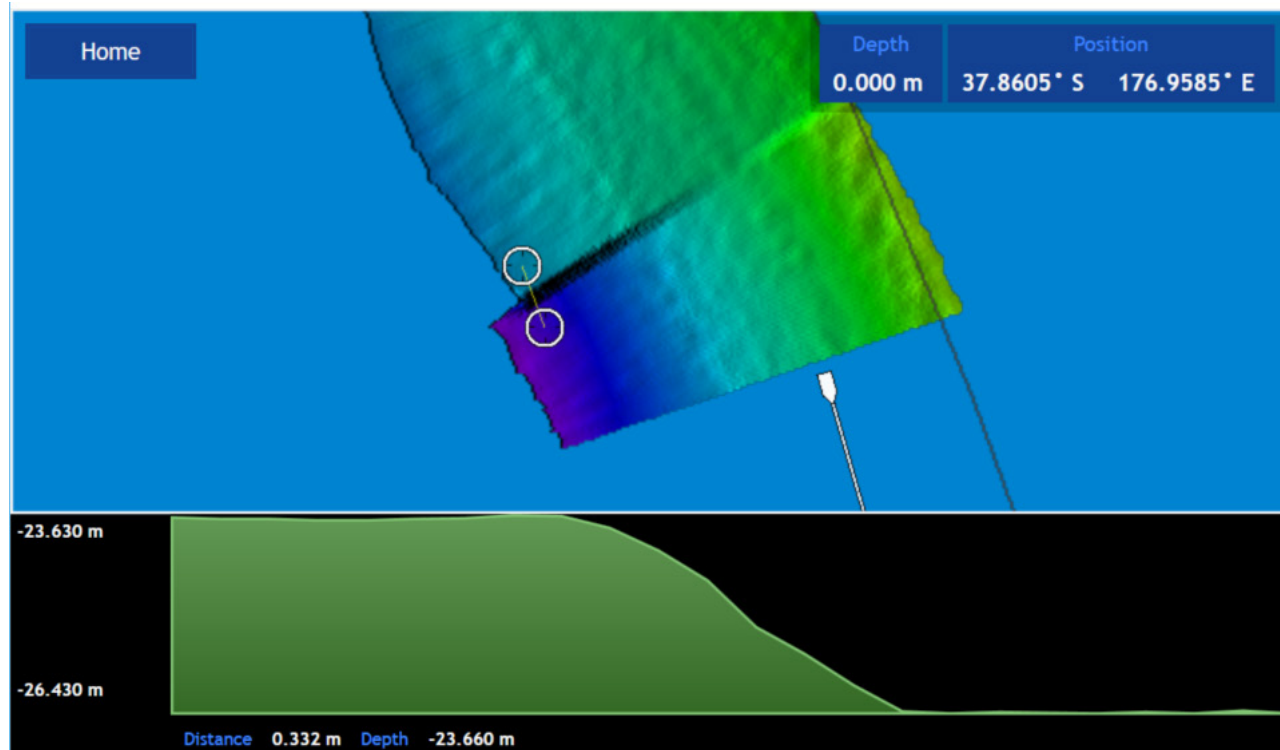 Home
Depth
0.000 m
Position
37.8605° S 176.9585° E
-23.630 m
-26.430 m
Distance 0.332 m Depth -23.660 m